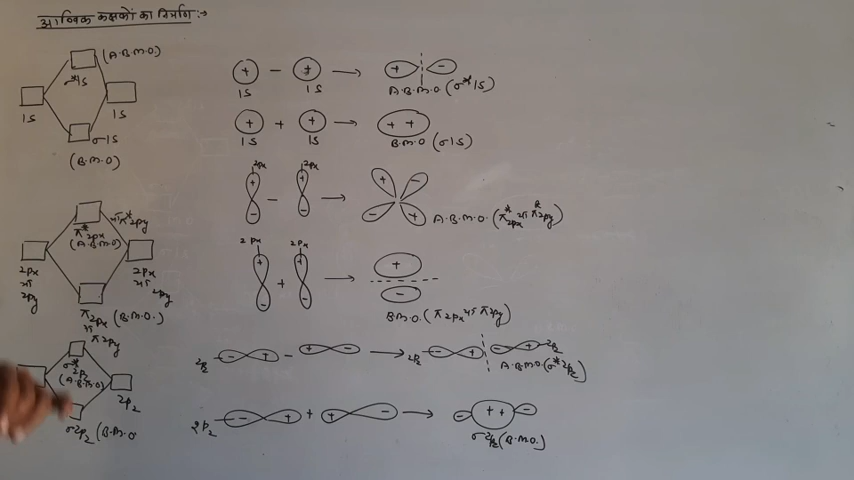 आण्विक कक्षकों का निर्माण :→
(A.B.M.O)
σ*1s
1s 1s
σ1s
(B.M.O)
+ − + → + −
1s 1s A.B.M.O. (σ*1s)
+ + + → + +
1s 1s B.M.O (σ1s)
2px 2px
+ + + −
− → 
− − − +
A.B.M.O. (π*2px या π*2py)
π*2px या π*2py
(A.B.M.O)
2px या 2py 2px या 2py
π2px या π2py (B.M.O.)
2px 2px
+ + + → +
− − −
B.M.O. (π2px या π2py)
σ*2pz
(A.B.M.O)
2pz
σ2pz (B.M.O
2pz − + − + − → 2pz − + + − 2pz
A.B.M.O (σ*2pz)
2pz − + + + − → − + + −
σ2pz (B.M.O.)